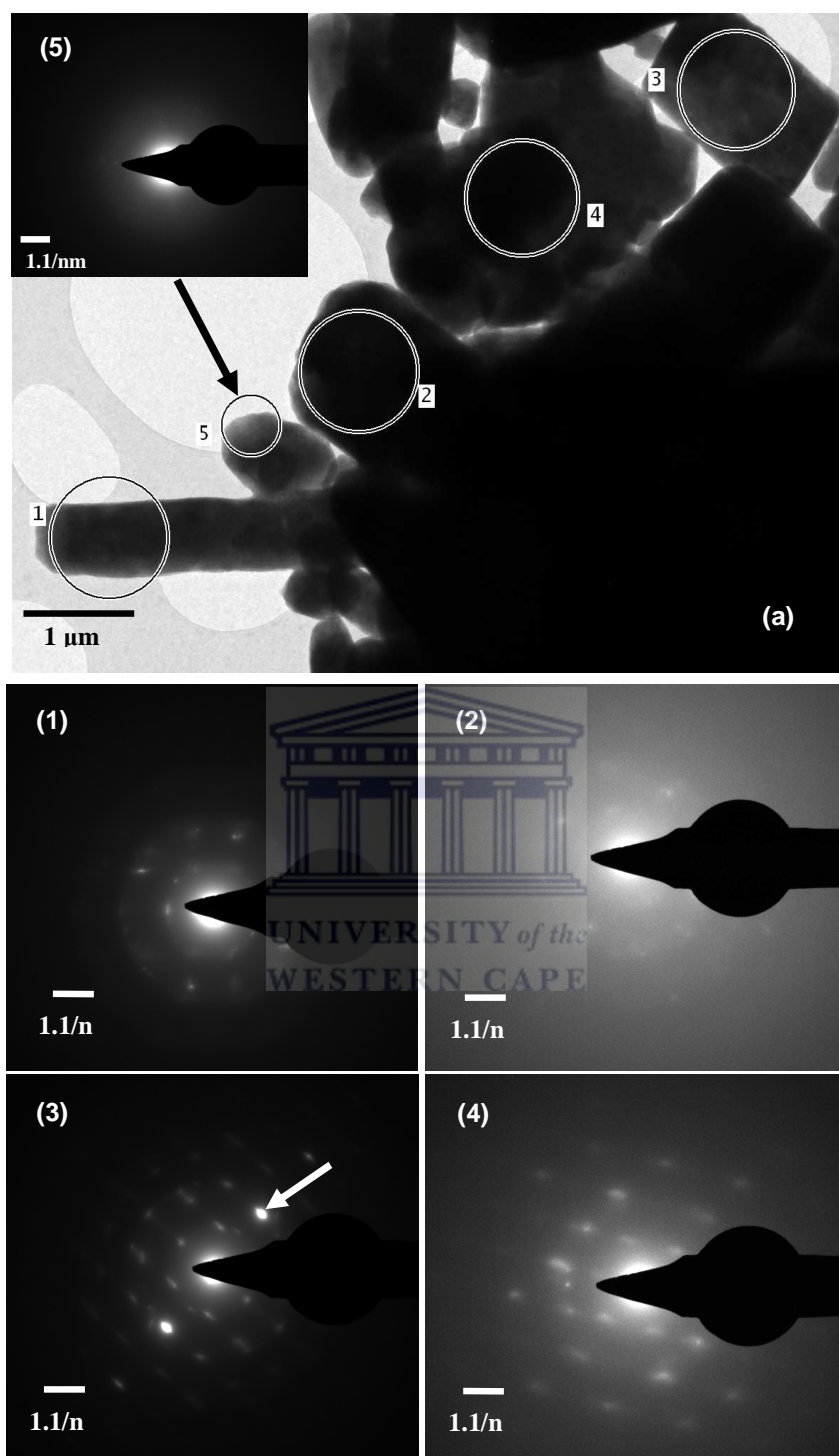 (5)
1.1/nm
3
4
2
5
1
1 µm
(a)
(1)
(2)
UNIVERSITY of the
WESTERN CAPE
1.1/n
1.1/n
(3)
(4)
1.1/n
1.1/n